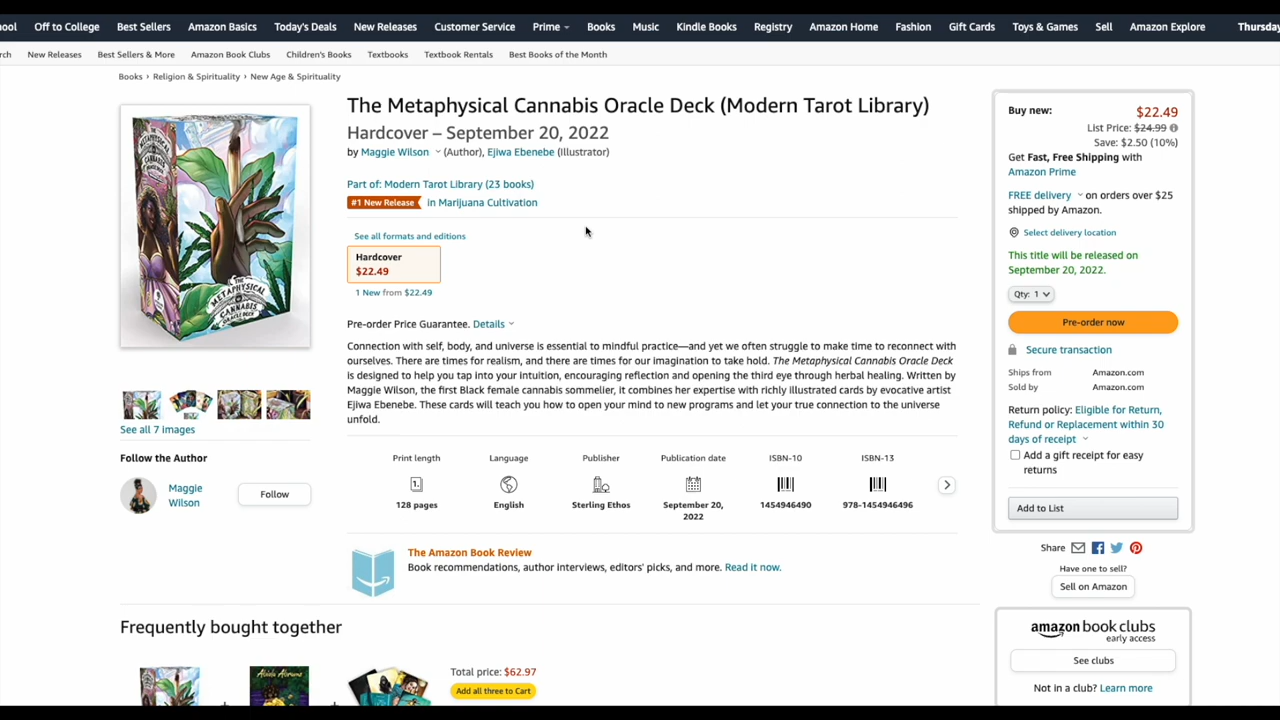 Off to College Best Sellers Amazon Basics Today's Deals New Releases Customer Service Prime Books Music Kindle Books Registry Amazon Home Fashion Gift Cards Toys & Games Sell Amazon Explore Thursday
New Releases Best Sellers & More Amazon Book Clubs Children's Books Textbooks Textbook Rentals Best Books of the Month
Books › Religion & Spirituality › New Age & Spirituality
METAPHYSICAL CANNABIS ORACLE DECK
THE
METAPHYSICAL
CANNABIS
ORACLE DECK
See all 7 images
Follow the Author
Maggie
Wilson
Follow
The Metaphysical Cannabis Oracle Deck (Modern Tarot Library)
Hardcover – September 20, 2022
by Maggie Wilson (Author), Ejiwa Ebenebe (Illustrator)
Part of: Modern Tarot Library (23 books)
#1 New Release in Marijuana Cultivation
See all formats and editions
Hardcover
$22.49
1 New from $22.49
Pre-order Price Guarantee. Details
Connection with self, body, and universe is essential to mindful practice—and yet we often struggle to make time to reconnect with
ourselves. There are times for realism, and there are times for our imagination to take hold. The Metaphysical Cannabis Oracle Deck
is designed to help you tap into your intuition, encouraging reflection and opening the third eye through herbal healing. Written by
Maggie Wilson, the first Black female cannabis sommelier, it combines her expertise with richly illustrated cards by evocative artist
Ejiwa Ebenebe. These cards will teach you how to open your mind to new programs and let your true connection to the universe
unfold.
Print length Language Publisher Publication date ISBN-10 ISBN-13
128 pages English Sterling Ethos September 20, 1454946490 978-1454946496
2022
The Amazon Book Review
Book recommendations, author interviews, editors' picks, and more. Read it now.
Buy new: $22.49
List Price: $24.99
Save: $2.50 (10%)
Get Fast, Free Shipping with
Amazon Prime
FREE delivery on orders over $25
shipped by Amazon.
Select delivery location
This title will be released on
September 20, 2022.
Qty: 1
Pre-order now
Secure transaction
Ships from Amazon.com
Sold by Amazon.com
Return policy: Eligible for Return,
Refund or Replacement within 30
days of receipt
Add a gift receipt for easy
returns
Add to List
Share
Have one to sell?
Sell on Amazon
amazon book clubs
early access
See clubs
Not in a club? Learn more
Frequently bought together
Total price: $62.97
Add all three to Cart